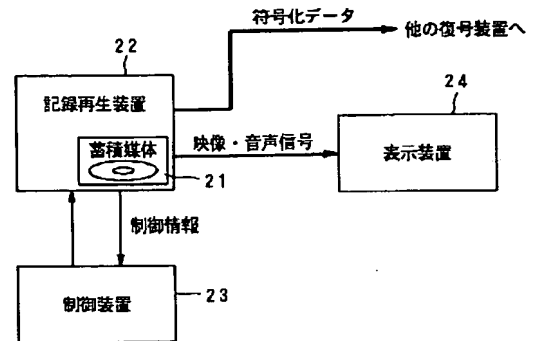 符号化データ
他の復号装置へ
22
記録再生装置
24
蓄積媒体
映像・音声信号
表示装置
21
制御情報
23
制御装置